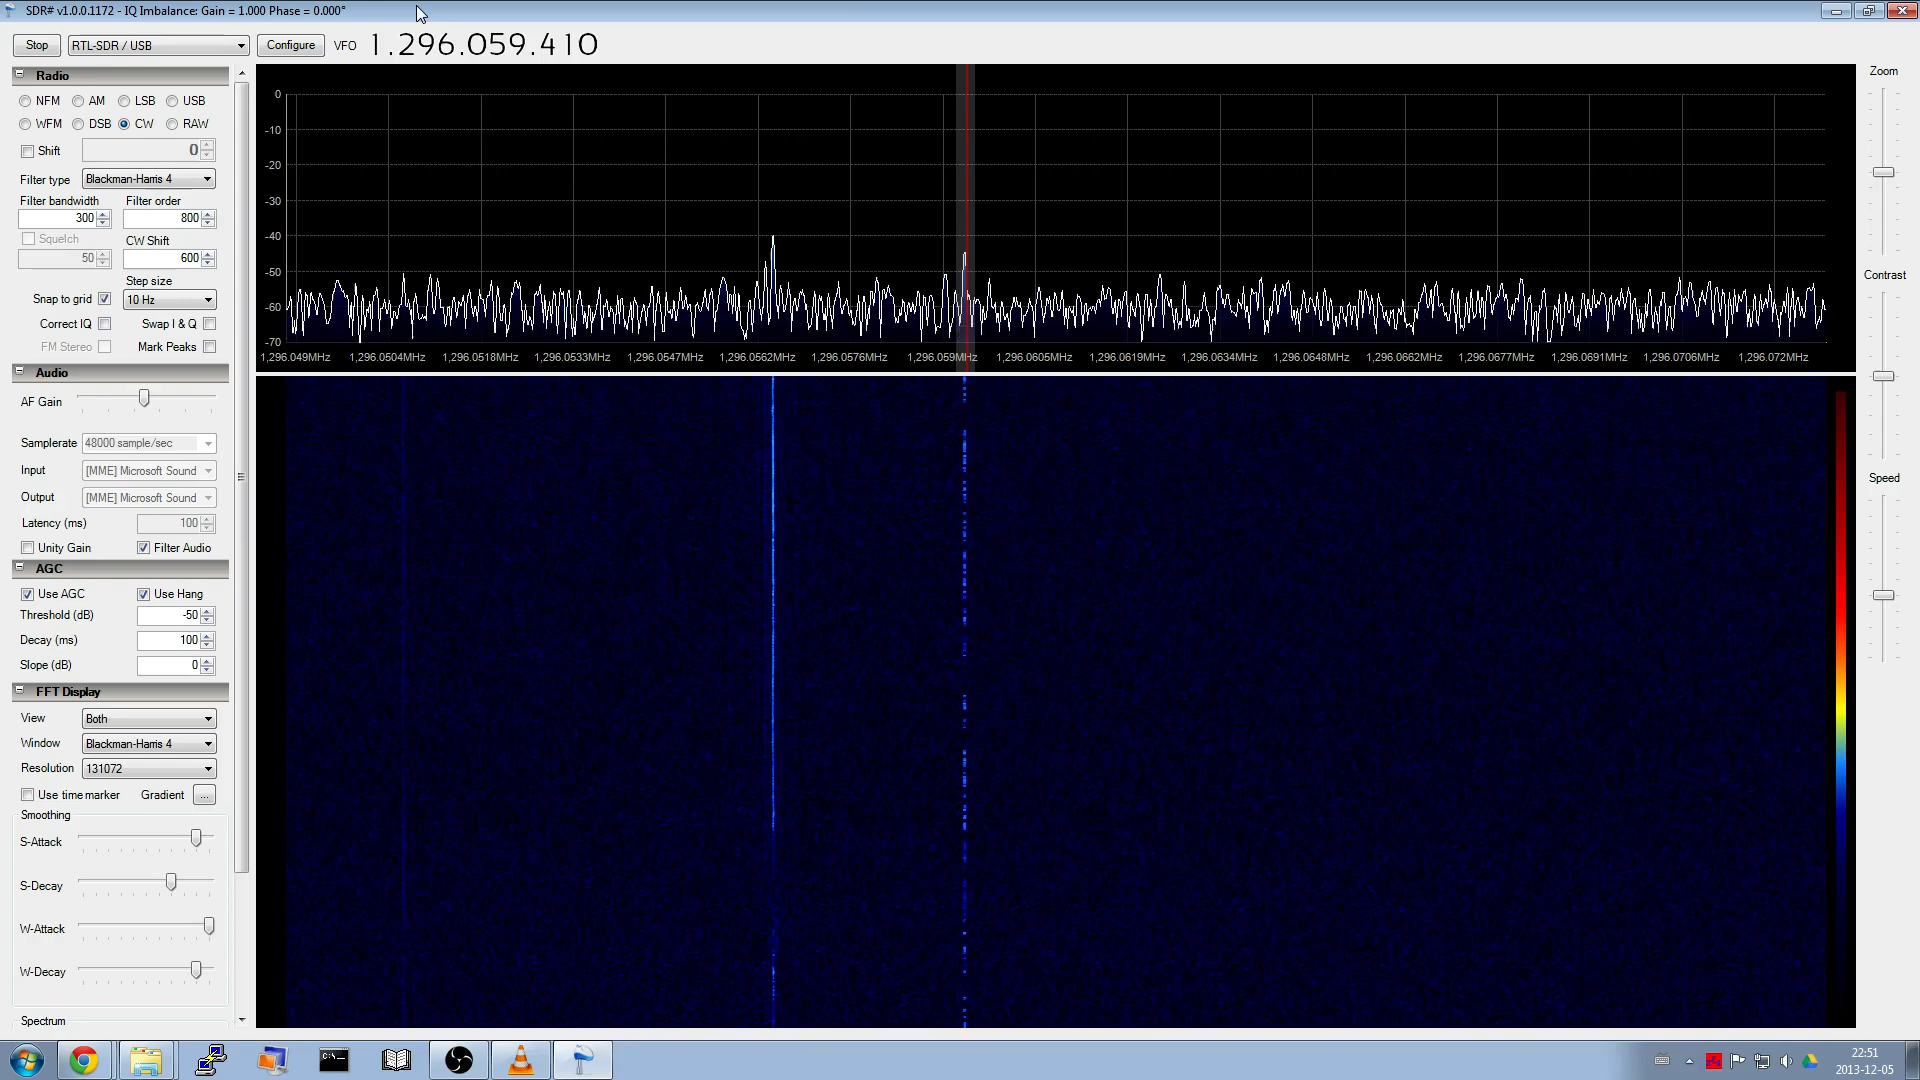 SDR# v1.0.0.1172 - IQ Imbalance: Gain = 1.000 Phase = 0.000°
Stop RTL-SDR / USB Configure VFO 1.296.059.410
Radio
NFM AM LSB USB
WFM DSB CW RAW
Shift 0
Filter type Blackman-Harris 4
Filter bandwidth Filter order
300 800
Squelch CW Shift
50 600
Step size
Snap to grid 10 Hz
Correct IQ Swap I & Q
FM Stereo Mark Peaks
Audio
AF Gain
Samplerate 48000 sample/sec
Input [MME] Microsoft Sound
Output [MME] Microsoft Sound
Latency (ms) 100
Unity Gain Filter Audio
AGC
Use AGC Use Hang
Threshold (dB) -50
Decay (ms) 100
Slope (dB) 0
FFT Display
View Both
Window Blackman-Harris 4
Resolution 131072
Use time marker Gradient ...
Smoothing
S-Attack
S-Decay
W-Attack
W-Decay
Spectrum
0
-10
-20
-30
-40
-50
-60
-70
1,296.049MHz 1,296.0504MHz 1,296.0518MHz 1,296.0533MHz 1,296.0547MHz 1,296.0562MHz 1,296.0576MHz 1,296.059MHz 1,296.0605MHz 1,296.0619MHz 1,296.0634MHz 1,296.0648MHz 1,296.0662MHz 1,296.0677MHz 1,296.0691MHz 1,296.0706MHz 1,296.072MHz
Zoom
Contrast
Speed
22:51
2013-12-05